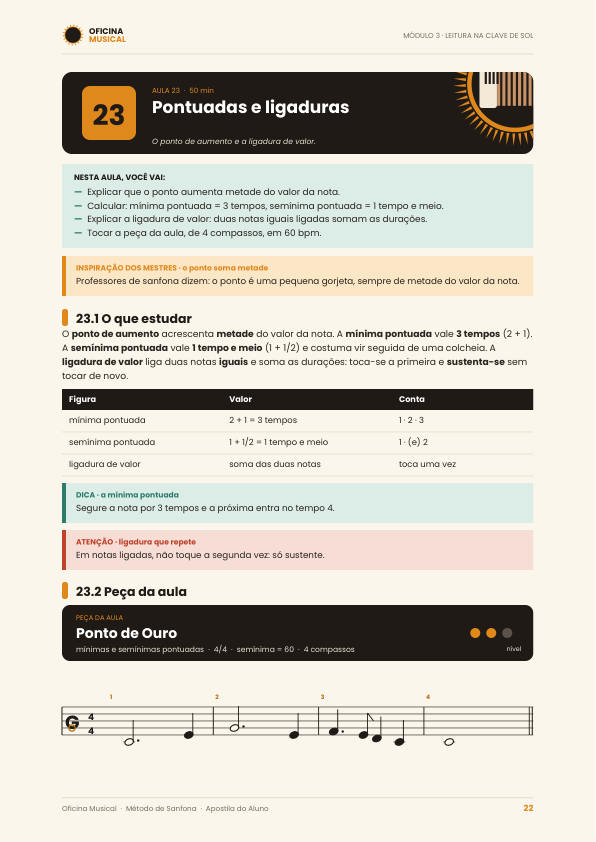 OFICINA
MUSICAL
MÓDULO 3 · LEITURA NA CLAVE DE SOL
23
AULA 23 · 50 min
Pontuadas e ligaduras
O ponto de aumento e a ligadura de valor.
NESTA AULA, VOCÊ VAI:
— Explicar que o ponto aumenta metade do valor da nota.
— Calcular: mínima pontuada = 3 tempos, semínima pontuada = 1 tempo e meio.
— Explicar a ligadura de valor: duas notas iguais ligadas somam as durações.
— Tocar a peça da aula, de 4 compassos, em 60 bpm.
INSPIRAÇÃO DOS MESTRES · o ponto soma metade
Professores de sanfona dizem: o ponto é uma pequena gorjeta, sempre de metade do valor da nota.
23.1 O que estudar
O ponto de aumento acrescenta metade do valor da nota. A mínima pontuada vale 3 tempos (2 + 1).
A semínima pontuada vale 1 tempo e meio (1 + 1/2) e costuma vir seguida de uma colcheia. A
ligadura de valor liga duas notas iguais e soma as durações: toca-se a primeira e sustenta-se sem
tocar de novo.
Figura Valor Conta
mínima pontuada 2 + 1 = 3 tempos 1 · 2 · 3
semínima pontuada 1 + 1/2 = 1 tempo e meio 1 · (e) 2
ligadura de valor soma das duas notas toca uma vez
DICA · a mínima pontuada
Segure a nota por 3 tempos e a próxima entra no tempo 4.
ATENÇÃO · ligadura que repete
Em notas ligadas, não toque a segunda vez: só sustente.
23.2 Peça da aula
PEÇA DA AULA
Ponto de Ouro
mínimas e semínimas pontuadas · 4/4 · semínima = 60 · 4 compassos
nível
1 2 3 4
G 4
4
Oficina Musical · Método de Sanfona · Apostila do Aluno
22